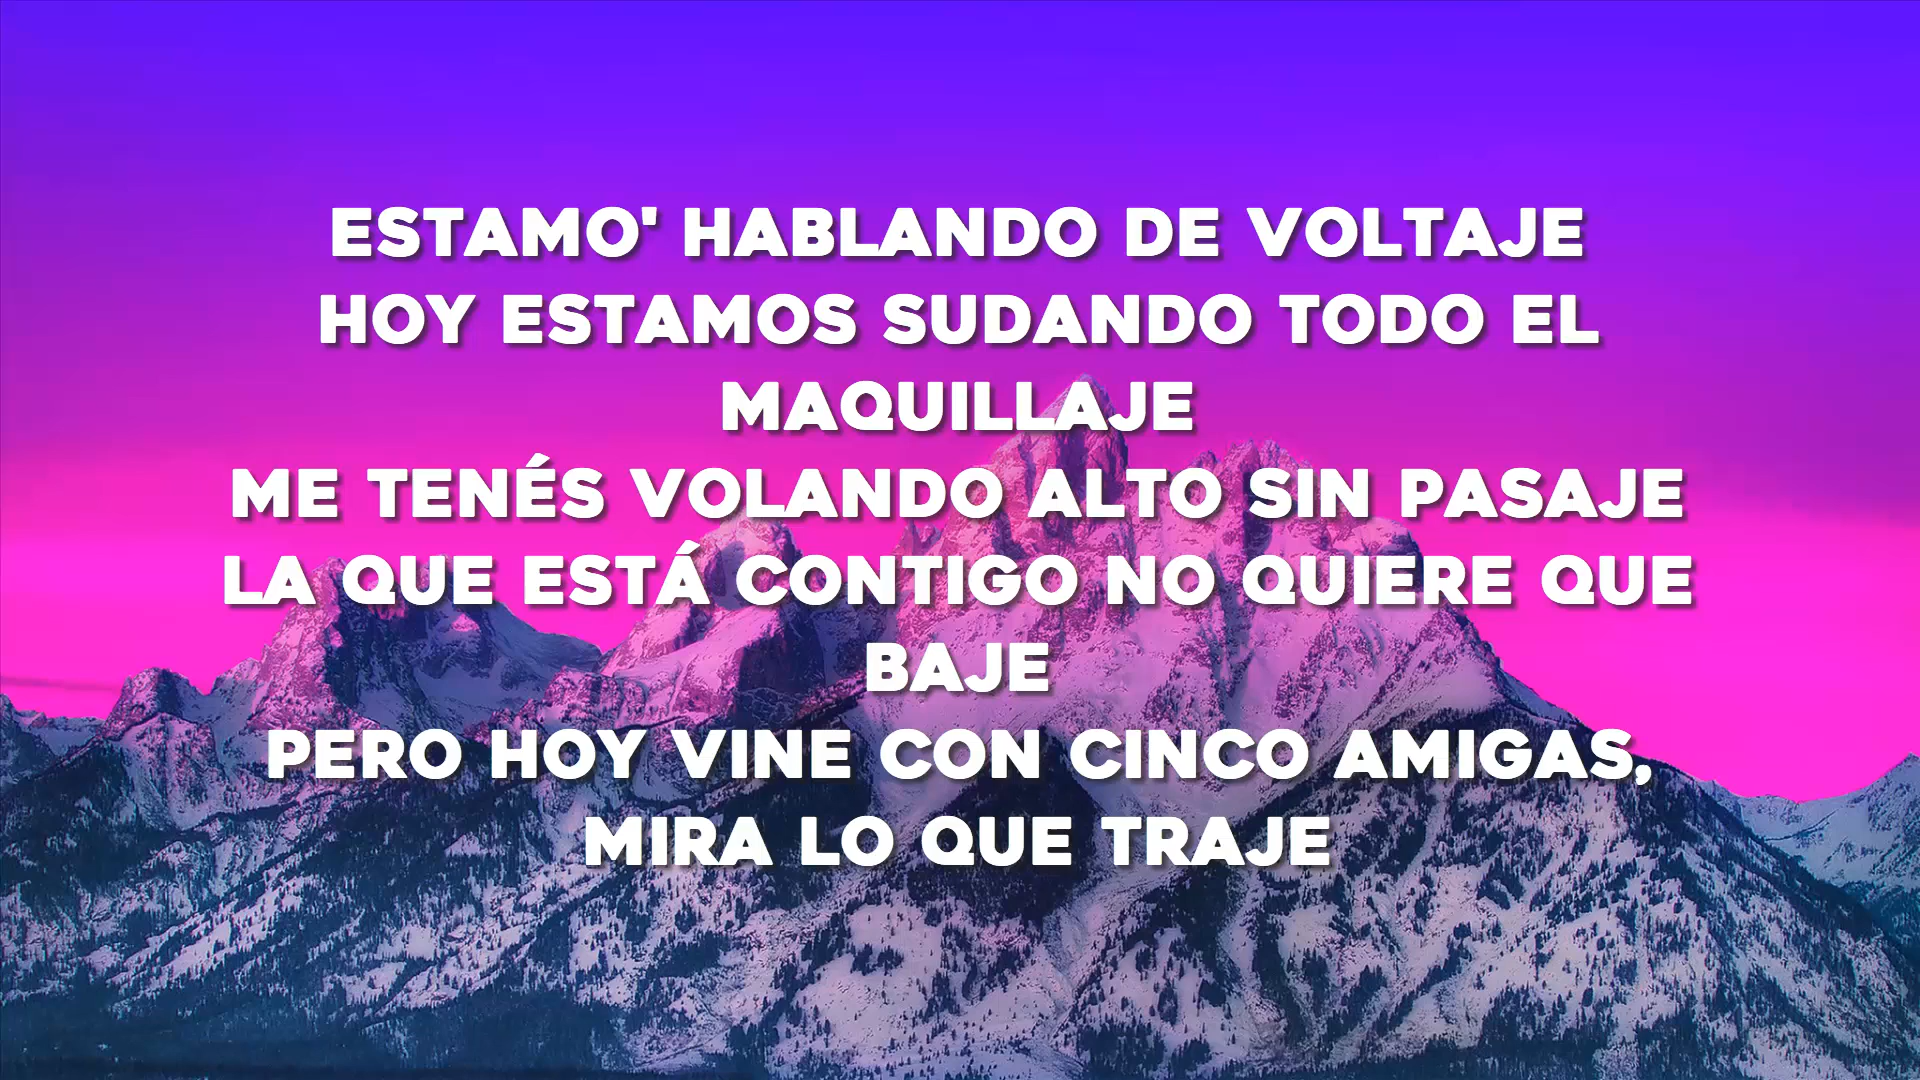 ESTAMO' HABLANDO DE VOLTAJE
HOY ESTAMOS SUDANDO TODO EL
MAQUILLAJE
ME TENÉS VOLANDO ALTO SIN PASAJE
LA QUE ESTÁ CONTIGO NO QUIERE QUE
BAJE
PERO HOY VINE CON CINCO AMIGAS,
MIRA LO QUE TRAJE